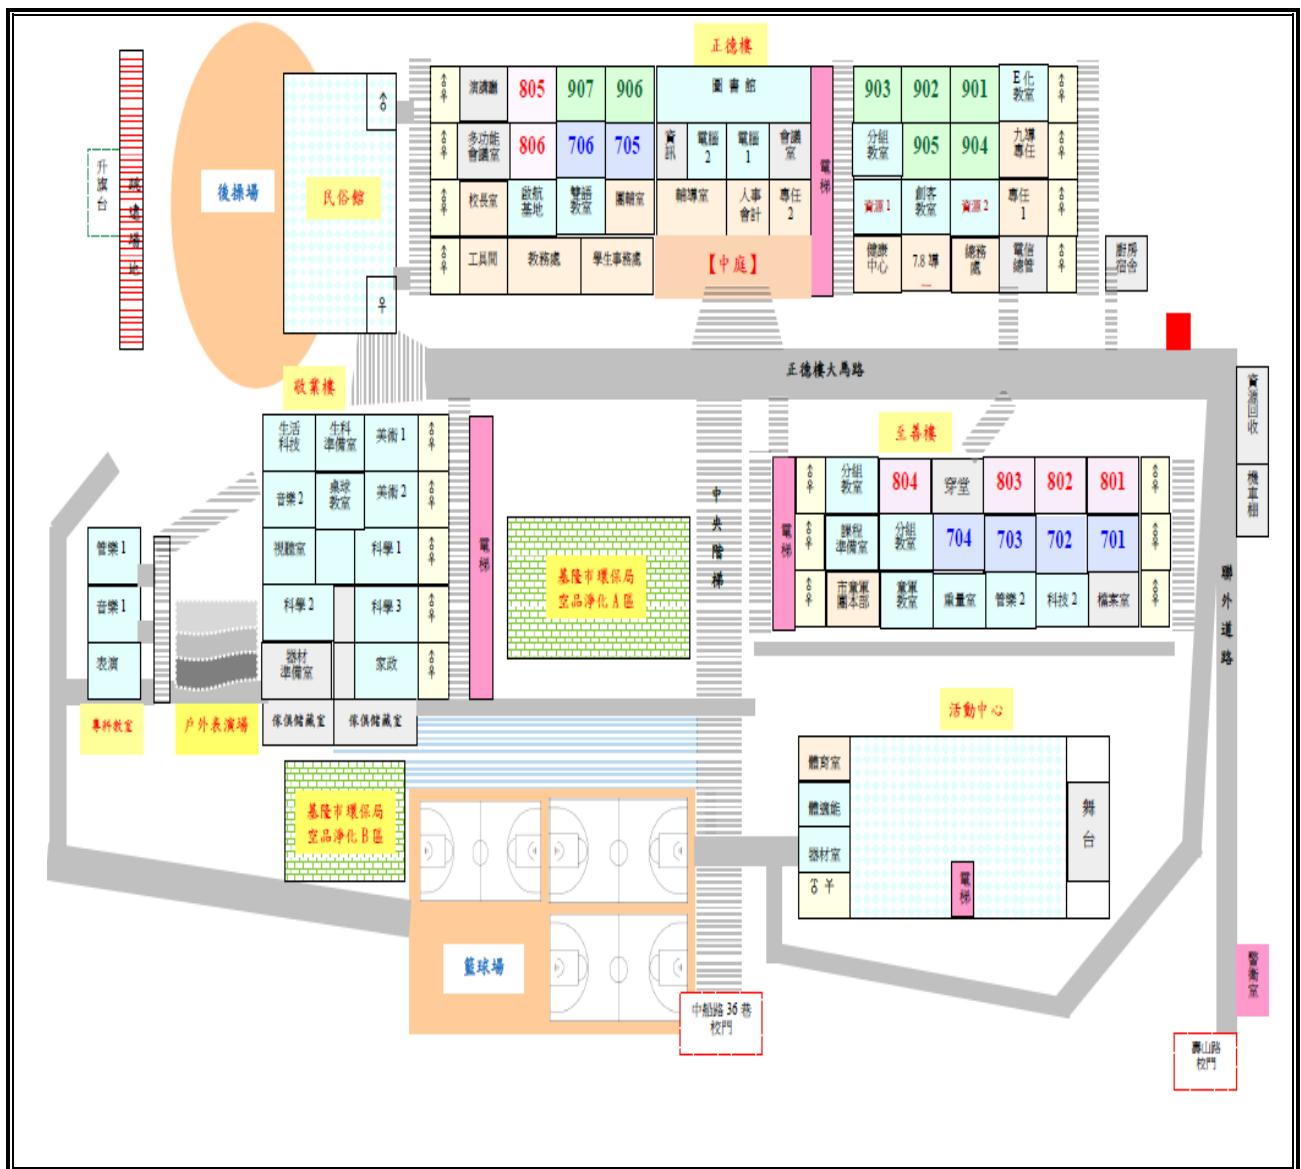 正德樓
演講廳
805
907
906
圖書館
903
902
901
E化
教室
多功能
會議室
806
706
705
資訊
電腦
2
電腦
1
會議
室
電梯
分組
教室
905
904
九導
專任
校長室
啟航
基地
雙語
教室
團輔室
輔導室
人事
會計
專任
2
資源1
創客
教室
資源2
專任
1
工具間
教務處
學生事務處
【中庭】
健康
中心
7.8導
總務
處
電信
總管
廚房
宿舍
升旗台
後操場
民俗館
正德樓大馬路
資源回收
機車棚
聯外道路
敬業樓
生活
科技
生科
準備室
美術1
音樂2
桌球
教室
美術2
視聽室
科學1
科學2
科學3
器材
準備室
家政
傢俱儲藏室
傢俱儲藏室
電梯
管樂1
音樂1
表演
專科教室
戶外表演場
基隆市環保局
空品淨化A區
中央階梯
至善樓
電梯
分組
教室
804
穿堂
803
802
801
課程
準備室
分組
教室
704
703
702
701
市童軍
團本部
童軍
教室
重量室
管樂2
科技2
檔案室
活動中心
體育室
體適能
器材室
電梯
舞台
基隆市環保局
空品淨化B區
籃球場
中船路36巷
校門
警衛室
壽山路
校門